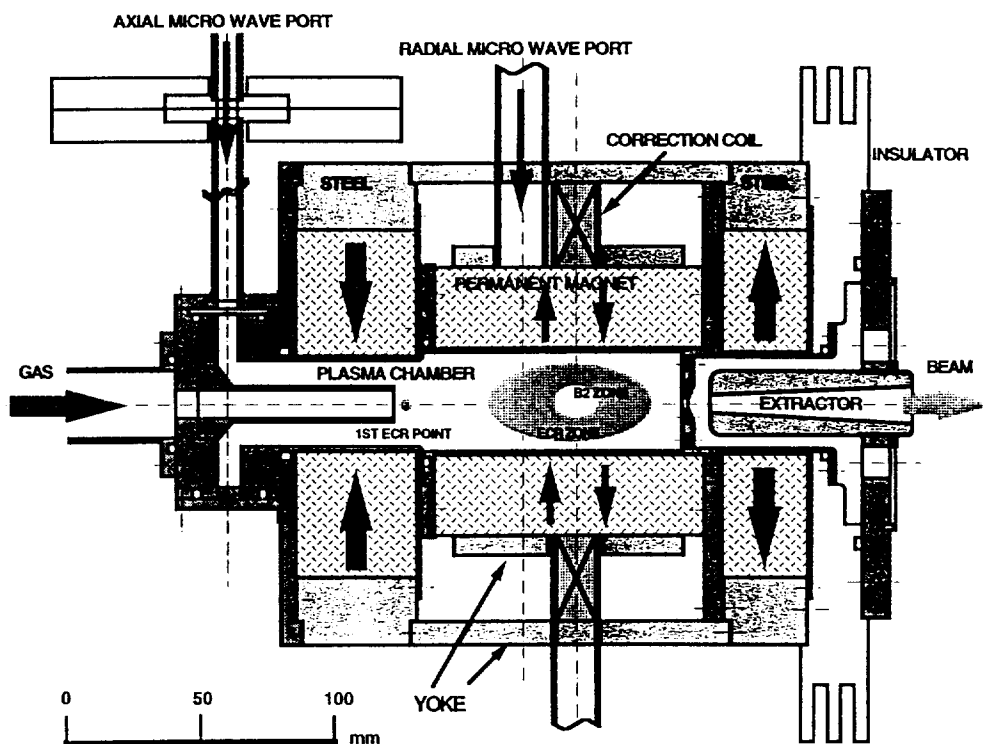 AXIAL MICRO WAVE PORT
RADIAL MICRO WAVE PORT
CORRECTION COIL
INSULATOR
STEEL
STEEL
PERMANENT MAGNET
GAS
PLASMA CHAMBER
B2 ZONE
BEAM
EXTRACTOR
1ST ECR POINT
ECR ZONE
YOKE
0 50 100
mm